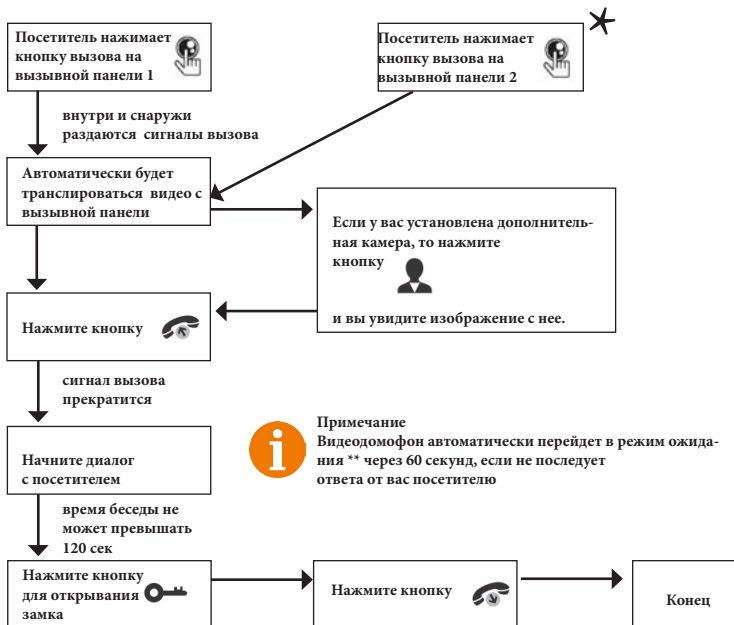 Посетитель нажимает
кнопку вызова на
вызывной панели 1
Посетитель нажимает
кнопку вызова на
вызывной панели 2
внутри и снаружи
раздаются сигналы вызова
Автоматически будет
транслироваться видео с
вызывной панели
Если у вас установлена дополнитель-
ная камера, то нажмите
кнопку
и вы увидите изображение с нее.
Нажмите кнопку
сигнал вызова
прекратится
Примечание
Видеодомофон автоматически перейдет в режим ожида-
ния ** через 60 секунд, если не последует
ответа от вас посетителю
Начните диалог
с посетителем
время беседы не
может превышать
120 сек
Нажмите кнопку
для открывания
замка
Нажмите кнопку
Конец